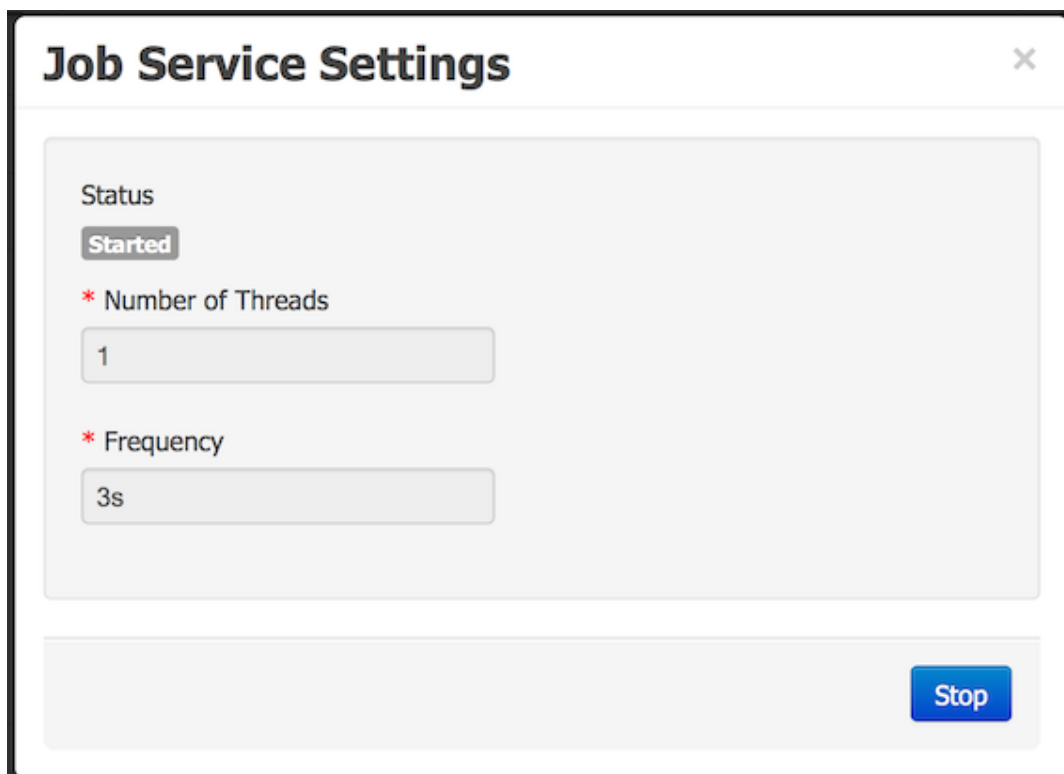 Job Service Settings ×
Status
Started
* Number of Threads
1
* Frequency
3s
Stop